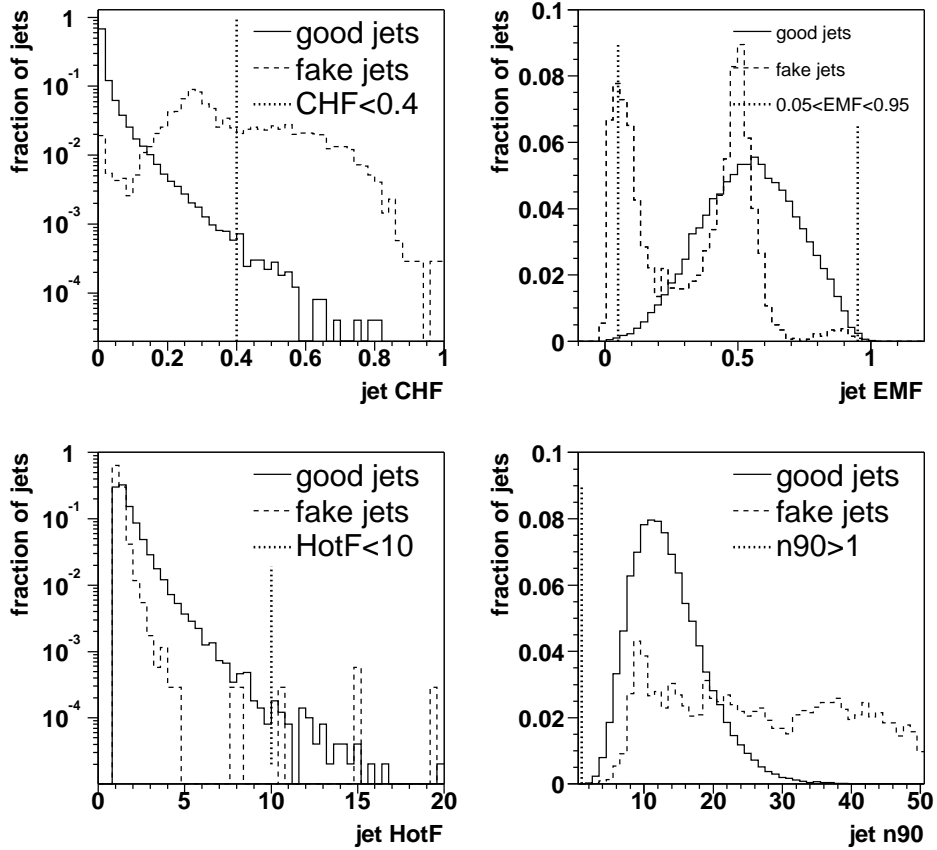 fraction of jets
1
10^-1
10^-2
10^-3
10^-4
good jets
fake jets
CHF<0.4
0 0.2 0.4 0.6 0.8 1
jet CHF
fraction of jets
0.1
0.08
0.06
0.04
0.02
0
good jets
fake jets
0.05<EMF<0.95
0 0.5 1
jet EMF
fraction of jets
1
10^-1
10^-2
10^-3
10^-4
good jets
fake jets
HotF<10
0 5 10 15 20
jet HotF
fraction of jets
0.1
0.08
0.06
0.04
0.02
0
good jets
fake jets
n90>1
10 20 30 40 50
jet n90